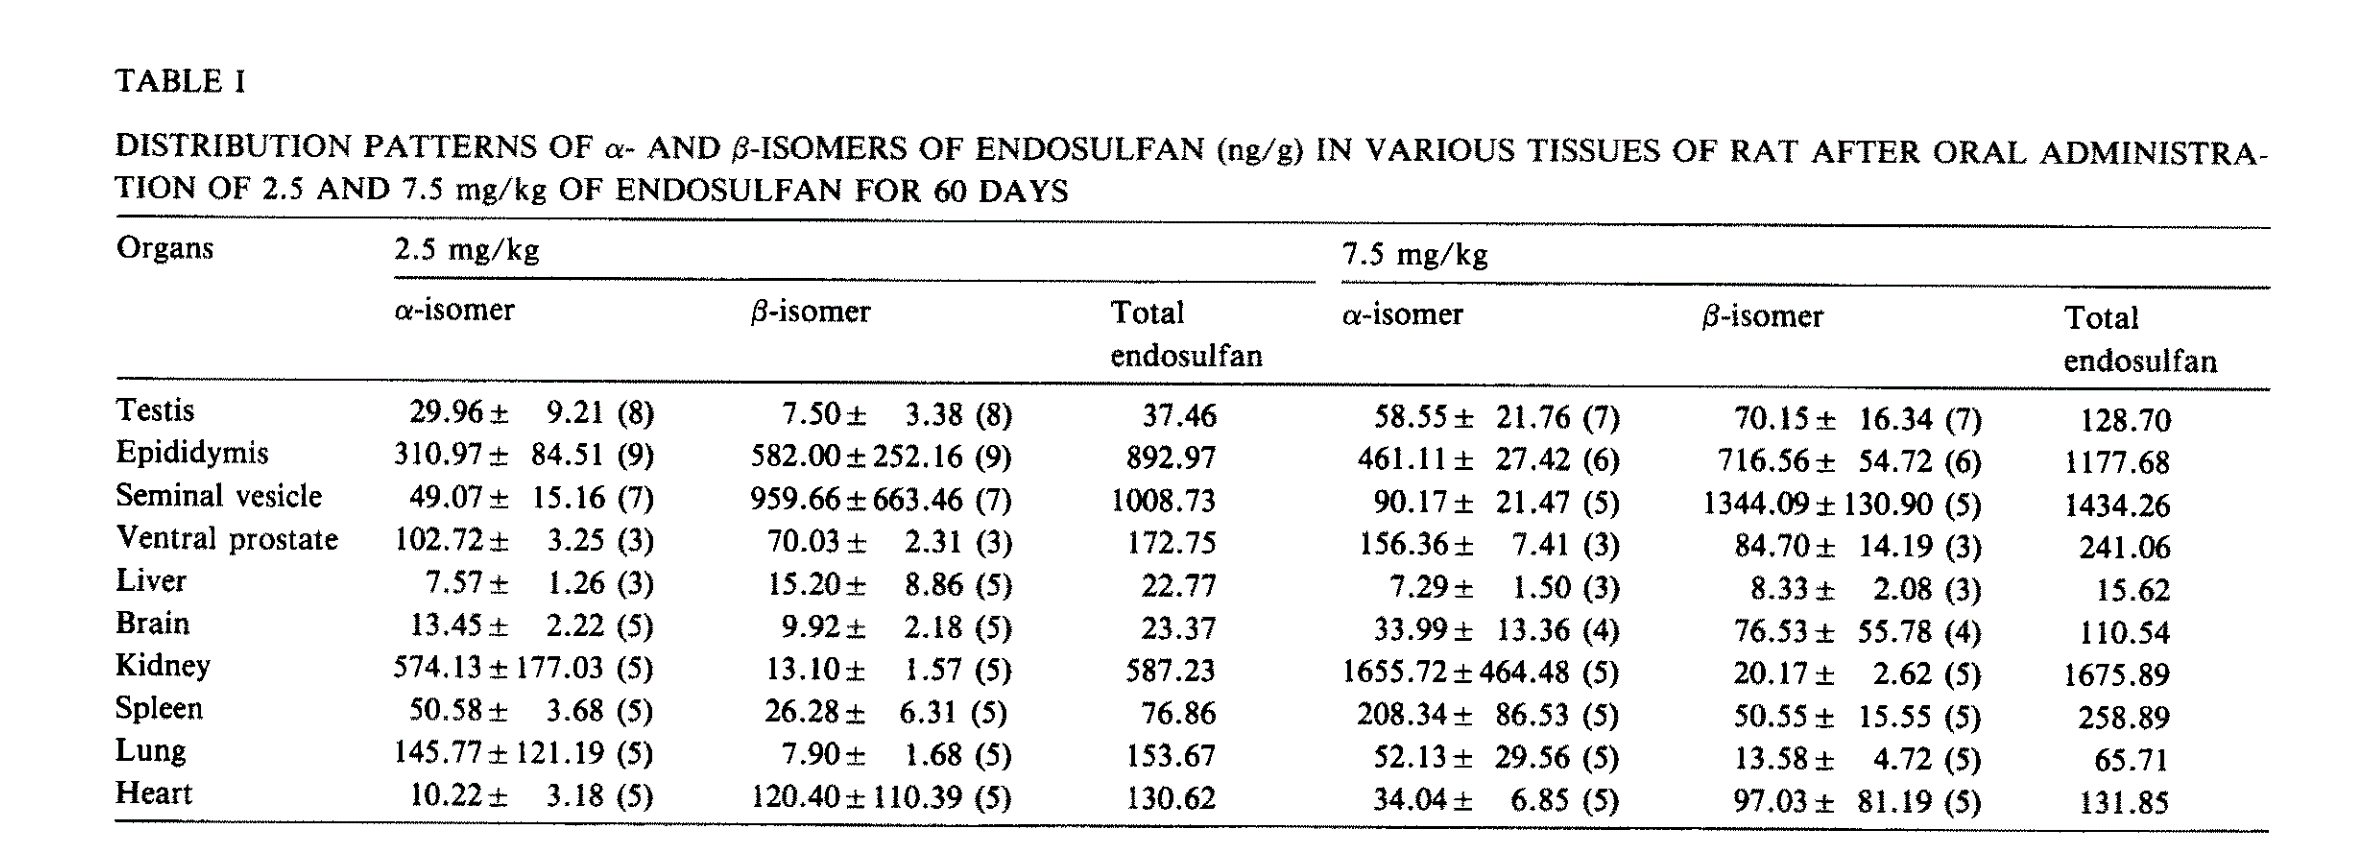 TABLE I
DISTRIBUTION PATTERNS OF α- AND β-ISOMERS OF ENDOSULFAN (ng/g) IN VARIOUS TISSUES OF RAT AFTER ORAL ADMINISTRA-
TION OF 2.5 AND 7.5 mg/kg OF ENDOSULFAN FOR 60 DAYS
Organs 2.5 mg/kg 7.5 mg/kg
α-isomer β-isomer Total α-isomer β-isomer Total
endosulfan endosulfan
Testis 29.96 ± 9.21 (8) 7.50 ± 3.38 (8) 37.46 58.55 ± 21.76 (7) 70.15 ± 16.34 (7) 128.70
Epididymis 310.97 ± 84.51 (9) 582.00 ± 252.16 (9) 892.97 461.11 ± 27.42 (6) 716.56 ± 54.72 (6) 1177.68
Seminal vesicle 49.07 ± 15.16 (7) 959.66 ± 663.46 (7) 1008.73 90.17 ± 21.47 (5) 1344.09 ± 130.90 (5) 1434.26
Ventral prostate 102.72 ± 3.25 (3) 70.03 ± 2.31 (3) 172.75 156.36 ± 7.41 (3) 84.70 ± 14.19 (3) 241.06
Liver 7.57 ± 1.26 (3) 15.20 ± 8.86 (5) 22.77 7.29 ± 1.50 (3) 8.33 ± 2.08 (3) 15.62
Brain 13.45 ± 2.22 (5) 9.92 ± 2.18 (5) 23.37 33.99 ± 13.36 (4) 76.53 ± 55.78 (4) 110.54
Kidney 574.13 ± 177.03 (5) 13.10 ± 1.57 (5) 587.23 1655.72 ± 464.48 (5) 20.17 ± 2.62 (5) 1675.89
Spleen 50.58 ± 3.68 (5) 26.28 ± 6.31 (5) 76.86 208.34 ± 86.53 (5) 50.55 ± 15.55 (5) 258.89
Lung 145.77 ± 121.19 (5) 7.90 ± 1.68 (5) 153.67 52.13 ± 29.56 (5) 13.58 ± 4.72 (5) 65.71
Heart 10.22 ± 3.18 (5) 120.40 ± 110.39 (5) 130.62 34.04 ± 6.85 (5) 97.03 ± 81.19 (5) 131.85